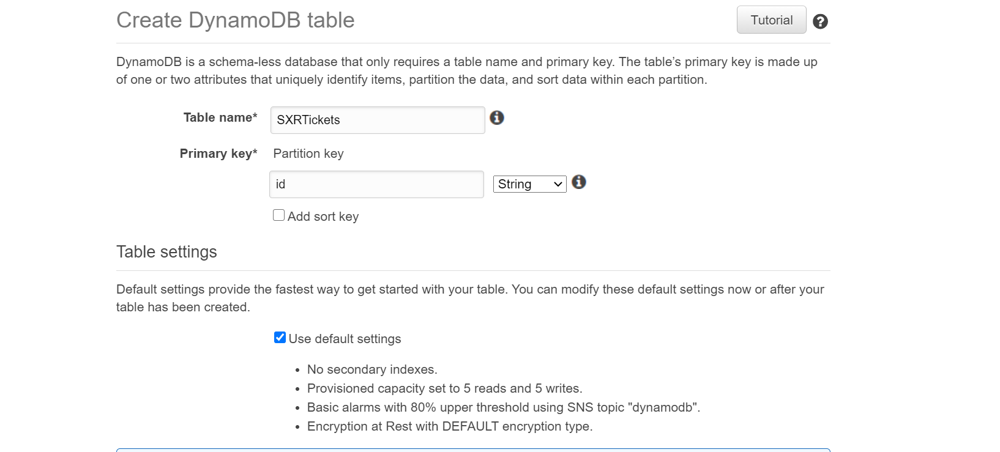 Create DynamoDB table
Tutorial
DynamoDB is a schema-less database that only requires a table name and primary key. The table’s primary key is made up
of one or two attributes that uniquely identify items, partition the data, and sort data within each partition.
Table name*
SXRTickets
Primary key*
Partition key
id
String
Add sort key
Table settings
Default settings provide the fastest way to get started with your table. You can modify these default settings now or after your
table has been created.
Use default settings
No secondary indexes.
Provisioned capacity set to 5 reads and 5 writes.
Basic alarms with 80% upper threshold using SNS topic "dynamodb".
Encryption at Rest with DEFAULT encryption type.